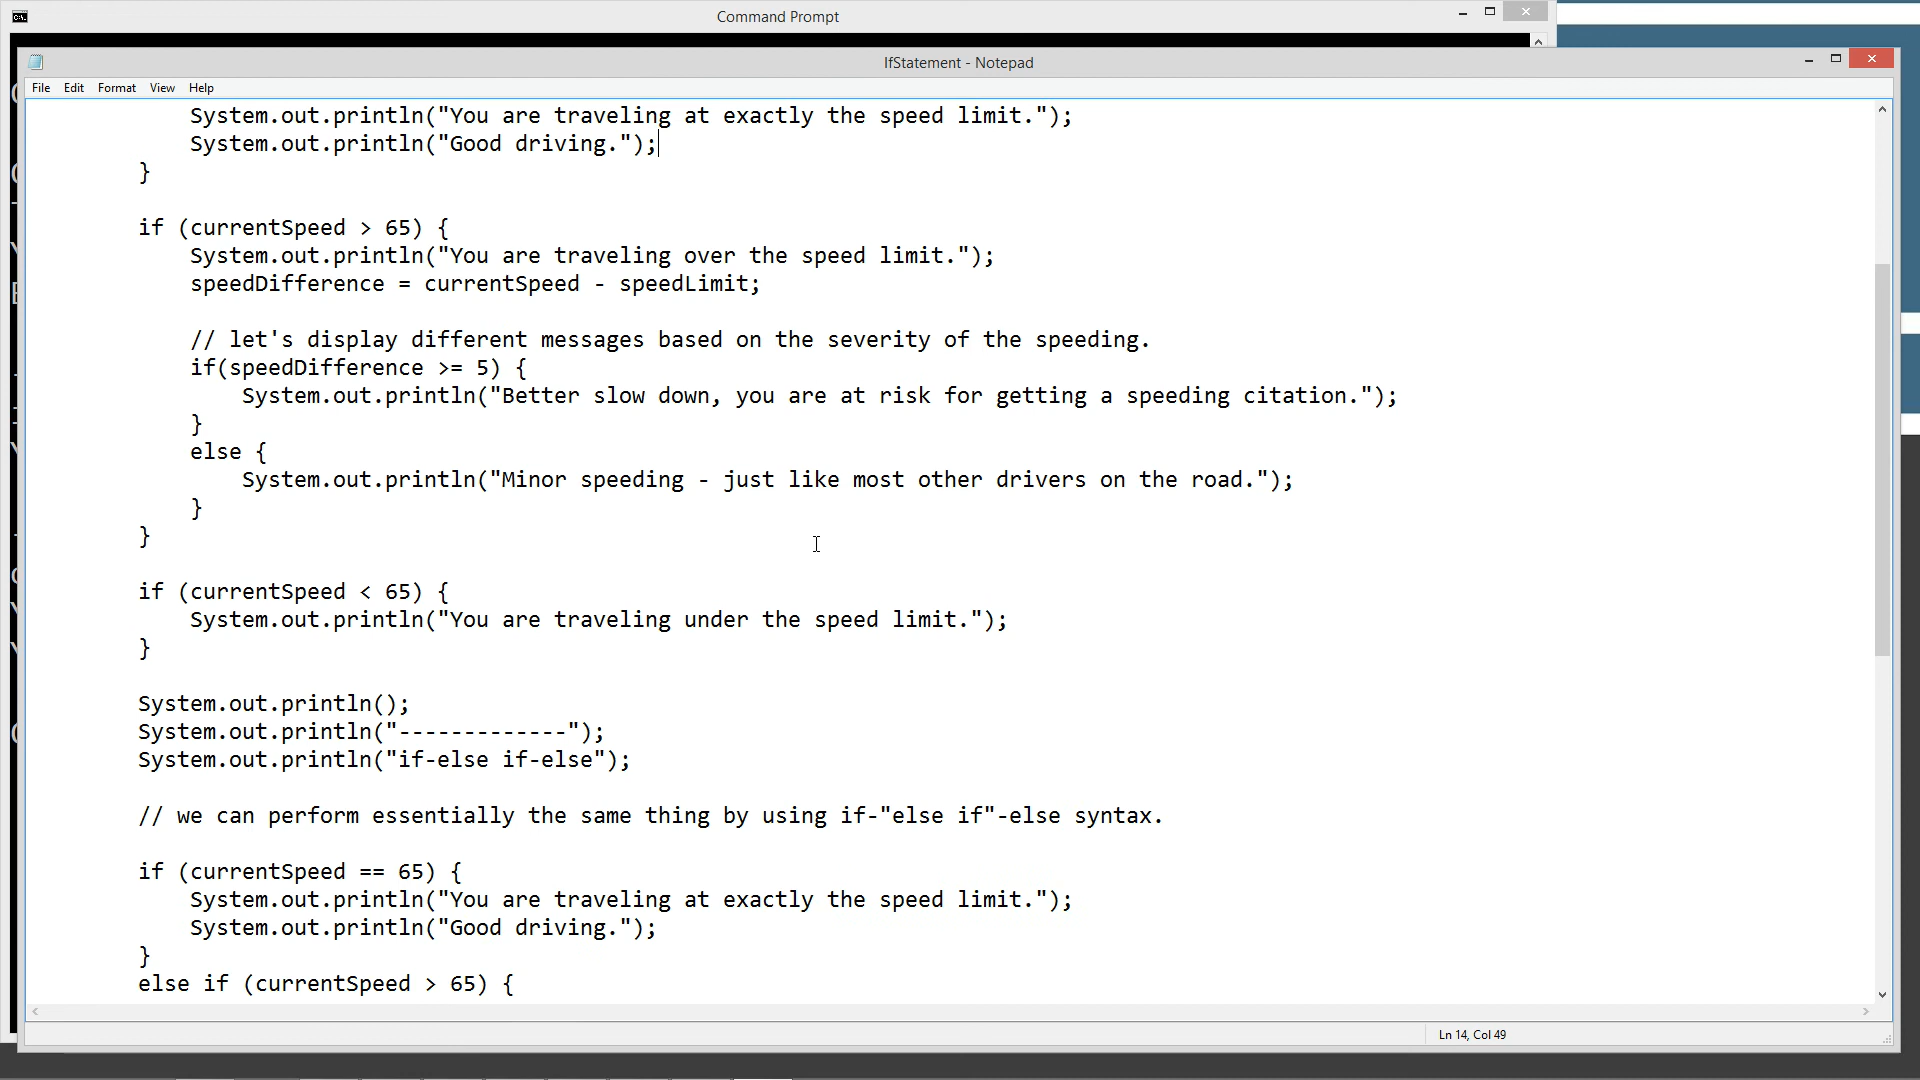 Command Prompt
IfStatement - Notepad
File Edit Format View Help
System.out.println("You are traveling at exactly the speed limit.");
System.out.println("Good driving.");
}
if (currentSpeed > 65) {
System.out.println("You are traveling over the speed limit.");
speedDifference = currentSpeed - speedLimit;
// let's display different messages based on the severity of the speeding.
if(speedDifference >= 5) {
System.out.println("Better slow down, you are at risk for getting a speeding citation.");
}
else {
System.out.println("Minor speeding - just like most other drivers on the road.");
}
}
if (currentSpeed < 65) {
System.out.println("You are traveling under the speed limit.");
}
System.out.println();
System.out.println("-------------");
System.out.println("if-else if-else");
// we can perform essentially the same thing by using if-"else if"-else syntax.
if (currentSpeed == 65) {
System.out.println("You are traveling at exactly the speed limit.");
System.out.println("Good driving.");
}
else if (currentSpeed > 65) {
Ln 14, Col 49